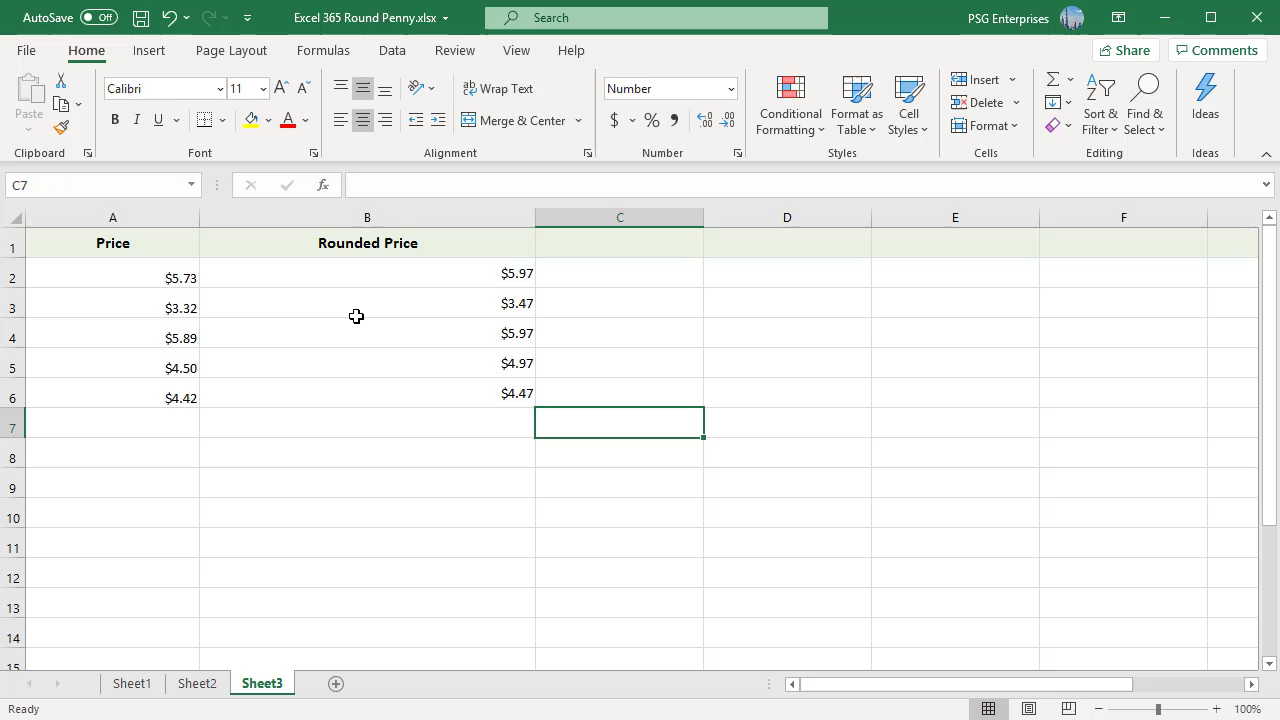 AutoSave Off Excel 365 Round Penny.xlsx Search PSG Enterprises
File Home Insert Page Layout Formulas Data Review View Help Share Comments
Paste Calibri 11 A A ab Wrap Text Number Conditional Formatting Format as Table Cell Styles Insert Delete Format Sort & Filter Find & Select Ideas
B I U A Merge & Center $ % ,
Clipboard Font Alignment Number Styles Cells Editing Ideas
C7 fx
A B C D E F
1 Price Rounded Price
2 $5.73 $5.97
3 $3.32 $3.47
4 $5.89 $5.97
5 $4.50 $4.97
6 $4.42 $4.47
7
8
9
10
11
12
13
14
15
Sheet1 Sheet2 Sheet3
Ready 100%